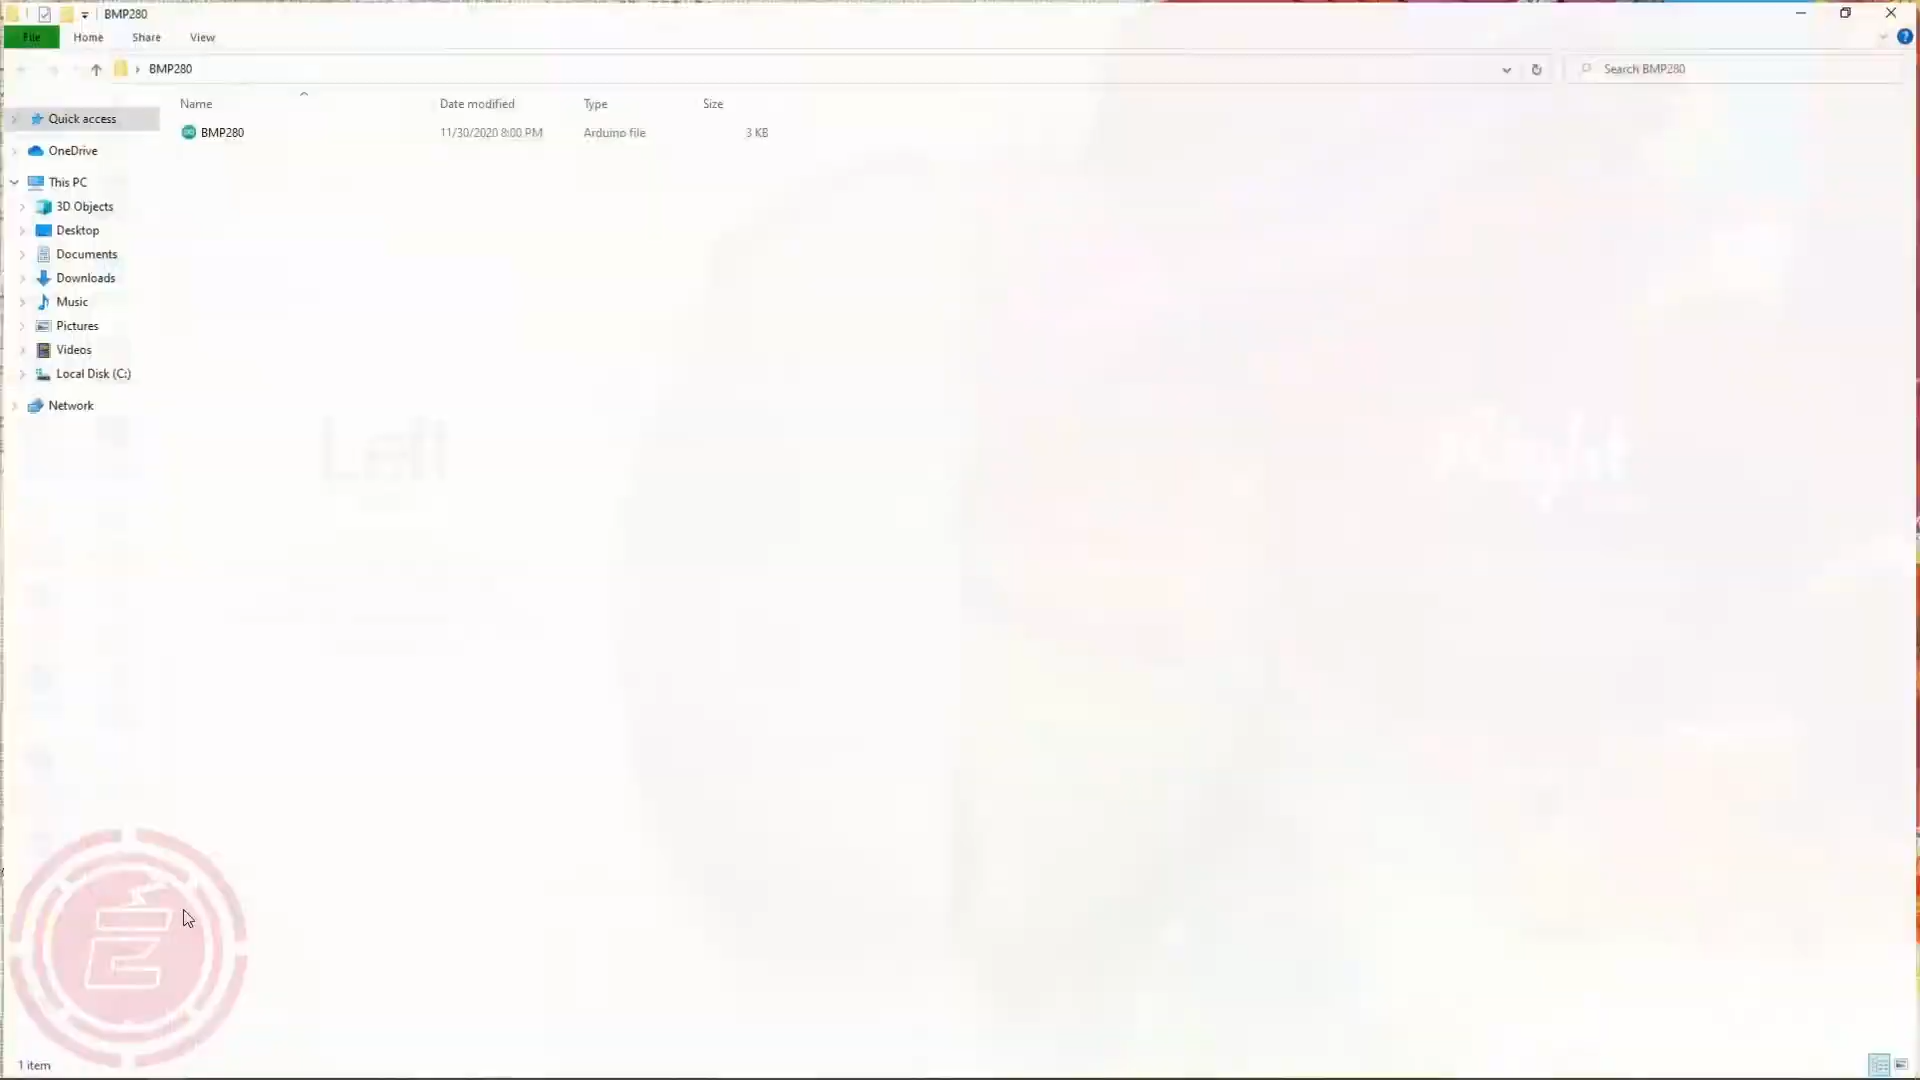 BMP280
File Home Share View
BMP280
Search BMP280
Name Date modified Type Size
BMP280 11/30/2020 8:00 PM Arduino file 3 KB
Quick access
OneDrive
This PC
3D Objects
Desktop
Documents
Downloads
Music
Pictures
Videos
Local Disk (C:)
Network
Left
Right
1 item